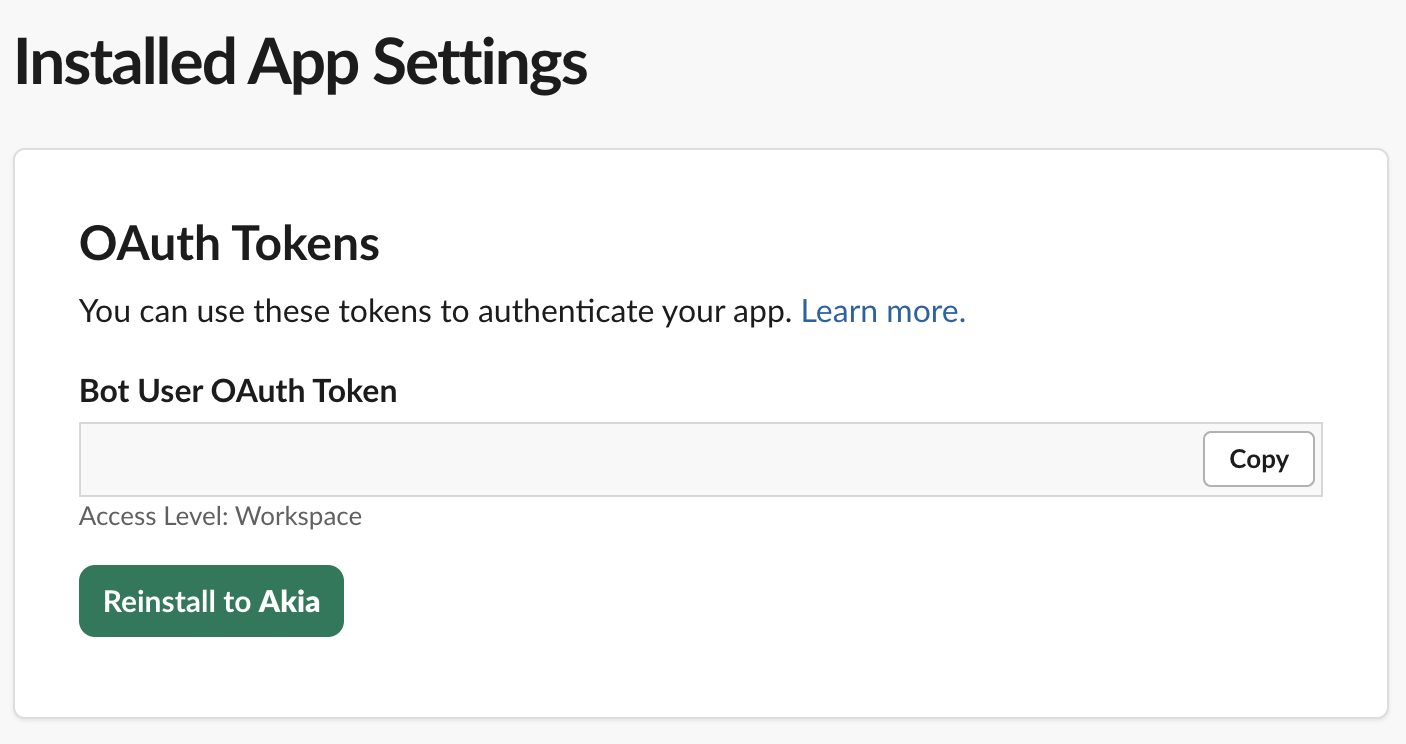 Installed App Settings
OAuth Tokens
You can use these tokens to authenticate your app. Learn more.
Bot User OAuth Token
Copy
Access Level: Workspace
Reinstall to Akia